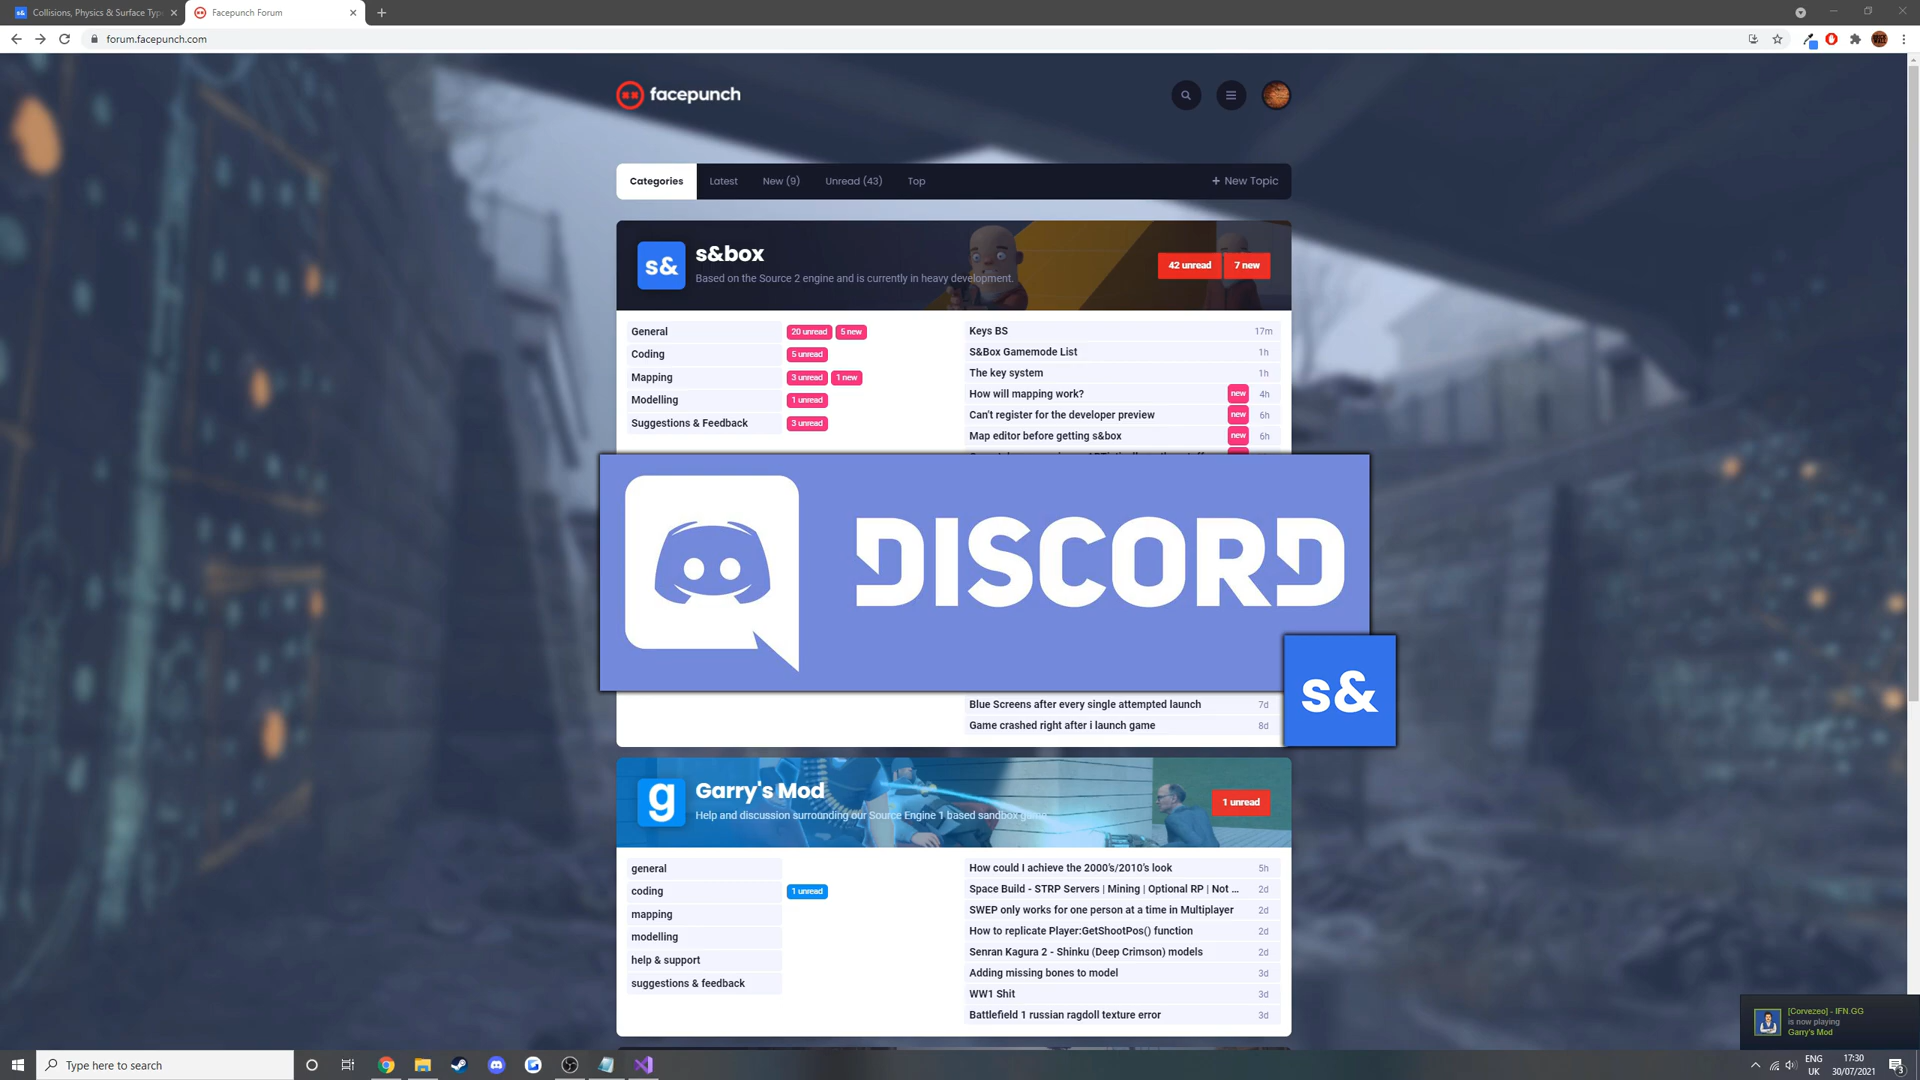 Collisions, Physics & Surface Typ
Facepunch Forum
forum.facepunch.com
facepunch
Categories
Latest
New (9)
Unread (43)
Top
+ New Topic
s&
s&box
Based on the Source 2 engine and is currently in heavy development.
42 unread
7 new
General
20 unread
5 new
Coding
5 unread
Mapping
3 unread
1 new
Modelling
1 unread
Suggestions & Feedback
3 unread
Keys BS
17m
S&Box Gamemode List
1h
The key system
1h
How will mapping work?
new
4h
Can't register for the developer preview
new
6h
Map editor before getting s&box
new
6h
DISCORD
s&
Blue Screens after every single attempted launch
7d
Game crashed right after i launch game
8d
g
Garry's Mod
Help and discussion surrounding our Source Engine 1 based sandbox game
1 unread
general
coding
1 unread
mapping
modelling
help & support
suggestions & feedback
How could I achieve the 2000's/2010's look
5h
Space Build - STRP Servers | Mining | Optional RP | Not ...
2d
SWEP only works for one person at a time in Multiplayer
2d
How to replicate Player:GetShootPos() function
2d
Senran Kagura 2 - Shinku (Deep Crimson) models
2d
Adding missing bones to model
3d
WW1 Shit
3d
Battlefield 1 russian ragdoll texture error
3d
[Corvezeo] - IFN.GG
is now playing
Garry's Mod
Type here to search
ENG
UK
17:30
30/07/2021
3